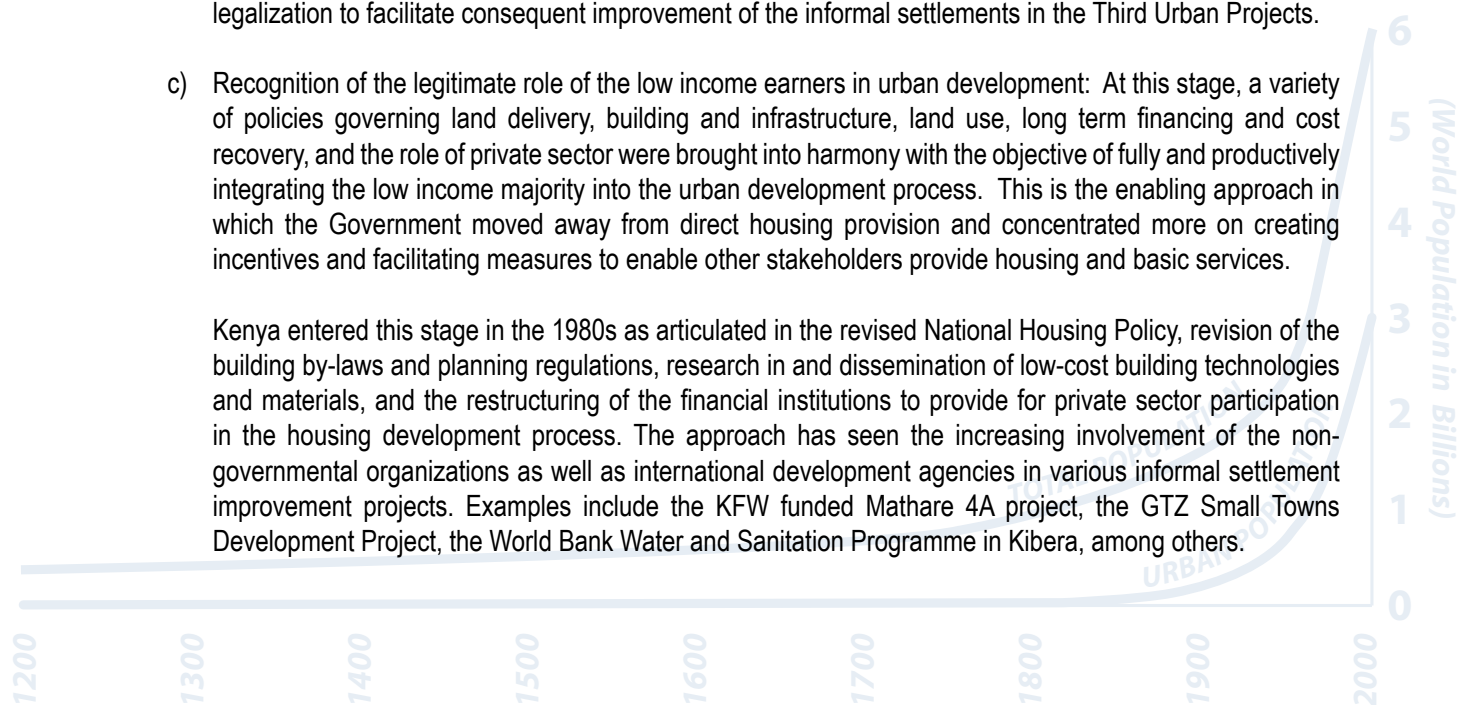 legalization to facilitate consequent improvement of the informal settlements in the Third Urban Projects.
c) Recognition of the legitimate role of the low income earners in urban development: At this stage, a variety
of policies governing land delivery, building and infrastructure, land use, long term financing and cost
recovery, and the role of private sector were brought into harmony with the objective of fully and productively
integrating the low income majority into the urban development process. This is the enabling approach in
which the Government moved away from direct housing provision and concentrated more on creating
incentives and facilitating measures to enable other stakeholders provide housing and basic services.
Kenya entered this stage in the 1980s as articulated in the revised National Housing Policy, revision of the
building by-laws and planning regulations, research in and dissemination of low-cost building technologies
and materials, and the restructuring of the financial institutions to provide for private sector participation
in the housing development process. The approach has seen the increasing involvement of the non-
governmental organizations as well as international development agencies in various informal settlement
improvement projects. Examples include the KFW funded Mathare 4A project, the GTZ Small Towns
Development Project, the World Bank Water and Sanitation Programme in Kibera, among others.
TOTAL POPULATION
URBAN POPULATION
6
5
4
3
2
1
0
(World Population in Billions)
1200
1300
1400
1500
1600
1700
1800
1900
2000